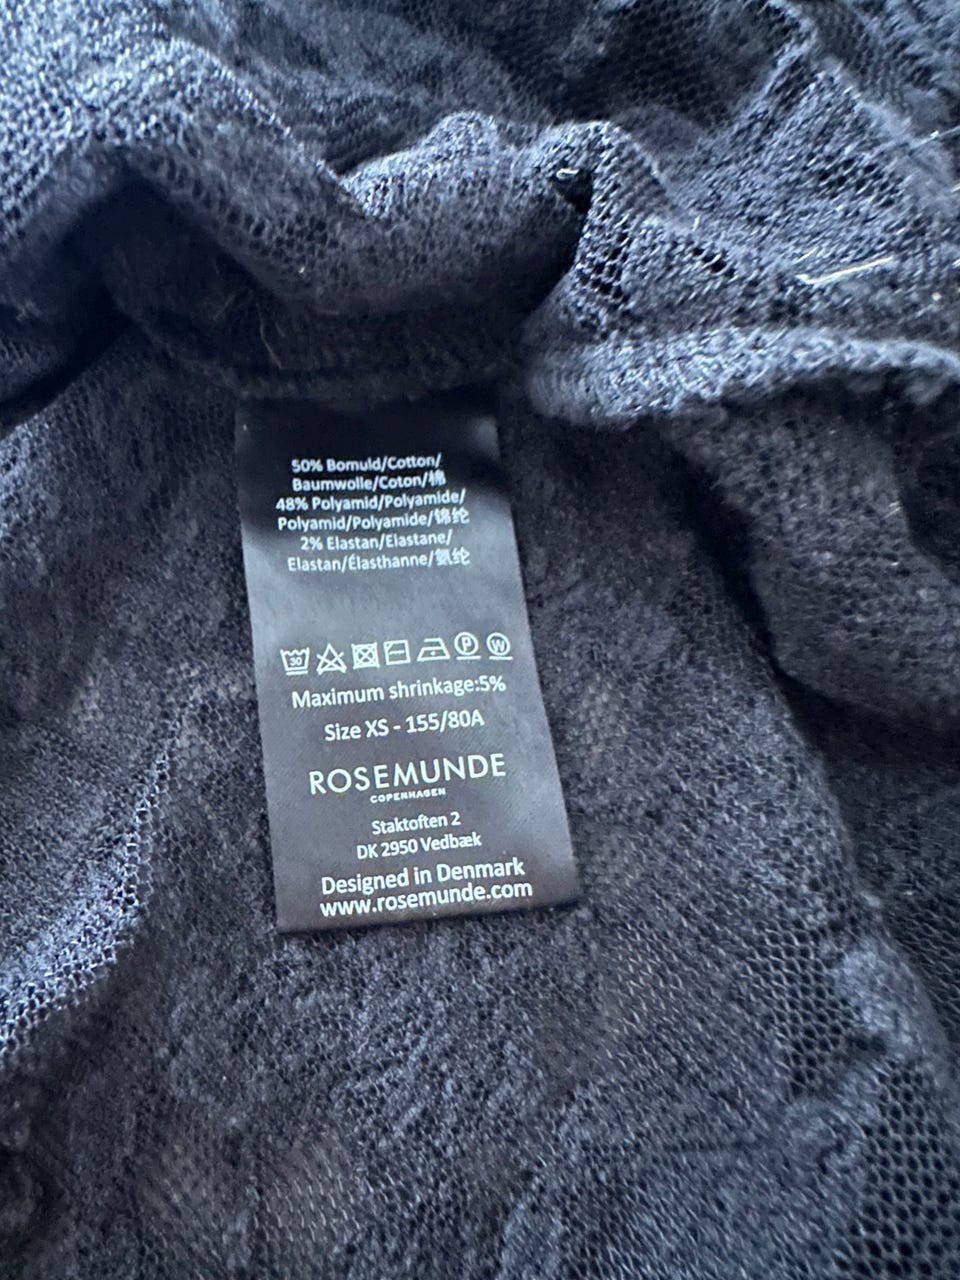 50% Bomuld/Cotton/
Baumwolle/Coton/棉
48% Polyamid/Polyamide/
Polyamid/Polyamide/锦纶
2% Elastan/Elastane/
Elastan/Élasthanne/氨纶
30
P
W
Maximum shrinkage:5%
Size XS - 155/80A
ROSEMUNDE
COPENHAGEN
Staktoften 2
DK 2950 Vedbæk
Designed in Denmark
www.rosemunde.com